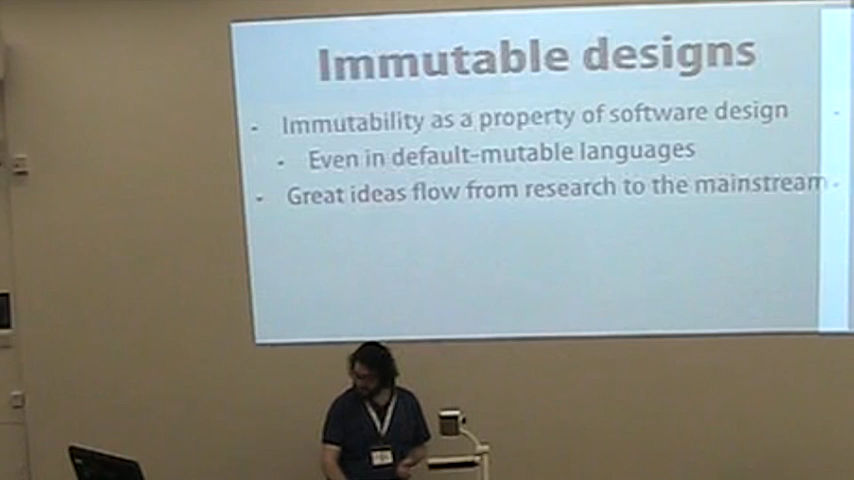 Immutable designs
- Immutability as a property of software design
- Even in default-mutable languages
- Great ideas flow from research to the mainstream